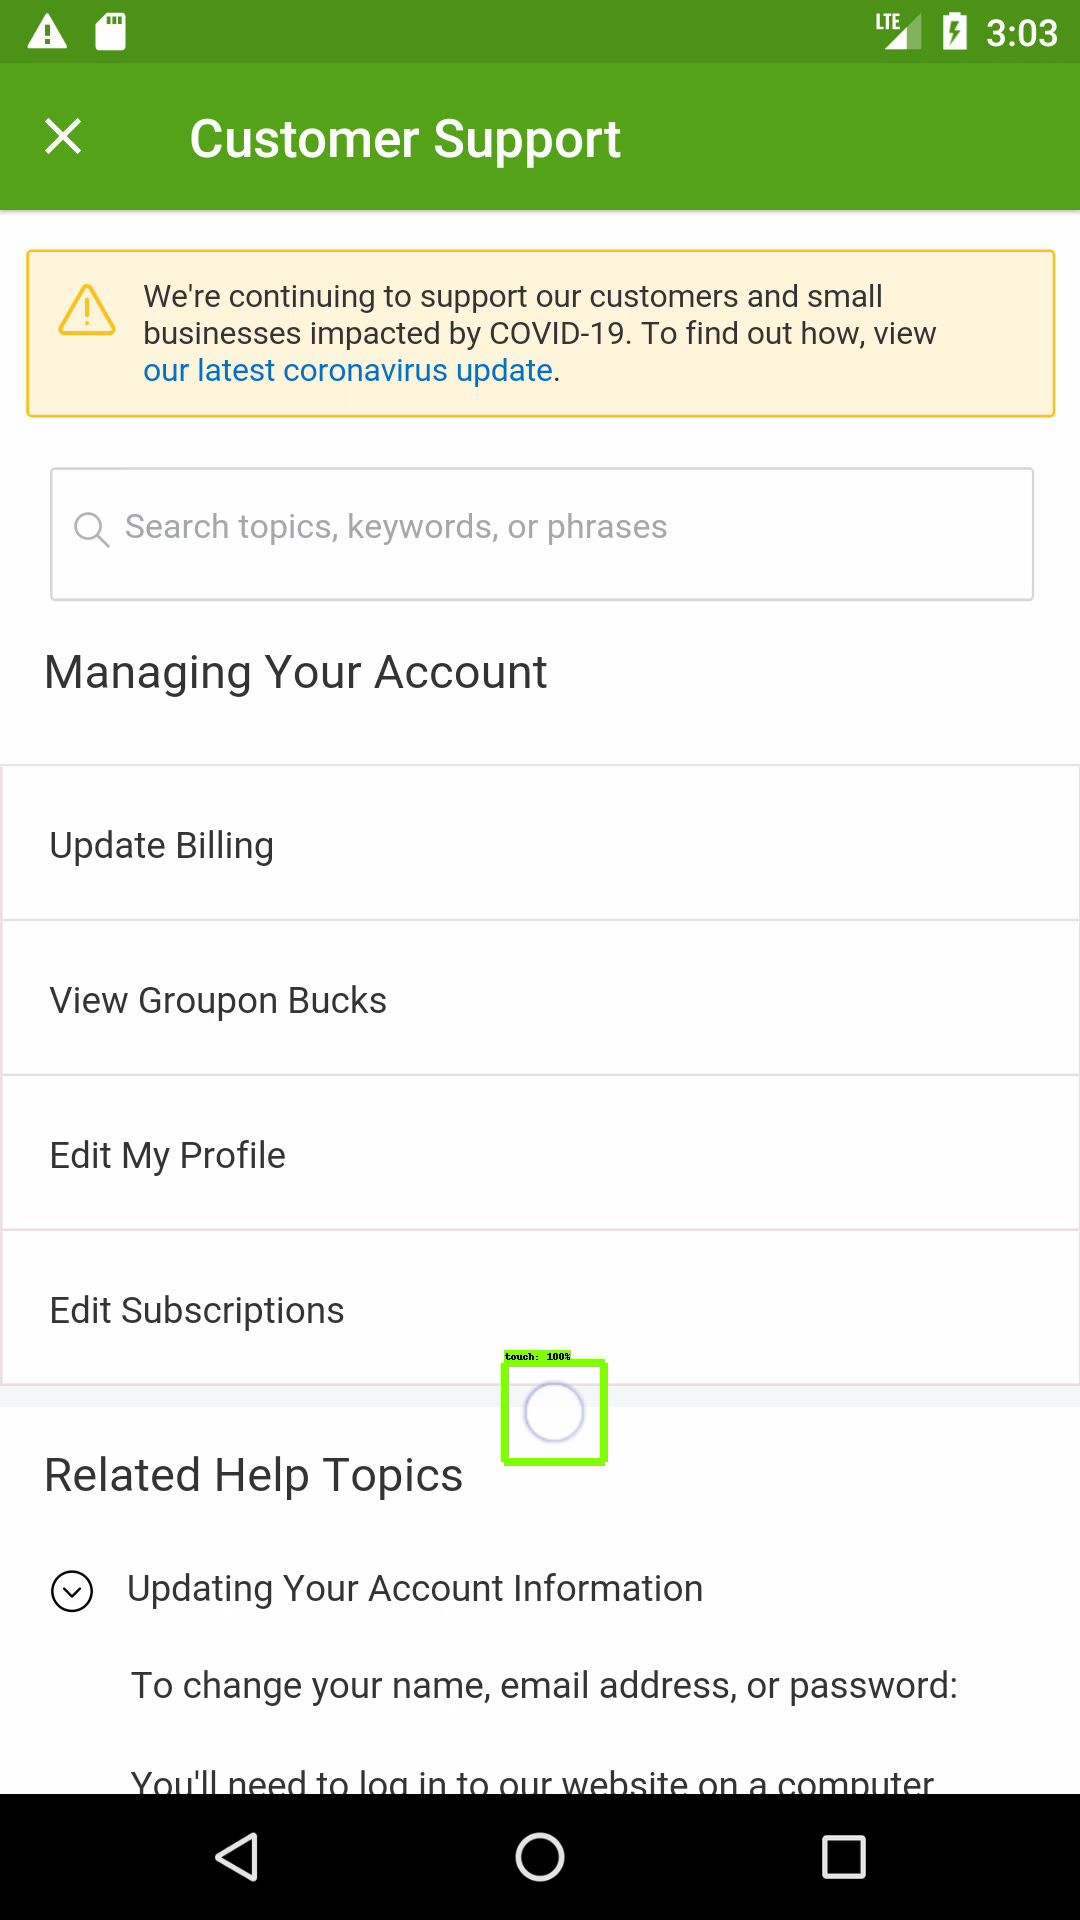 LTE 3:03
Customer Support
We're continuing to support our customers and small
businesses impacted by COVID-19. To find out how, view
our latest coronavirus update.
Search topics, keywords, or phrases
Managing Your Account
Update Billing
View Groupon Bucks
Edit My Profile
Edit Subscriptions
touch: 100%
Related Help Topics
Updating Your Account Information
To change your name, email address, or password:
You'll need to log in to our website on a computer